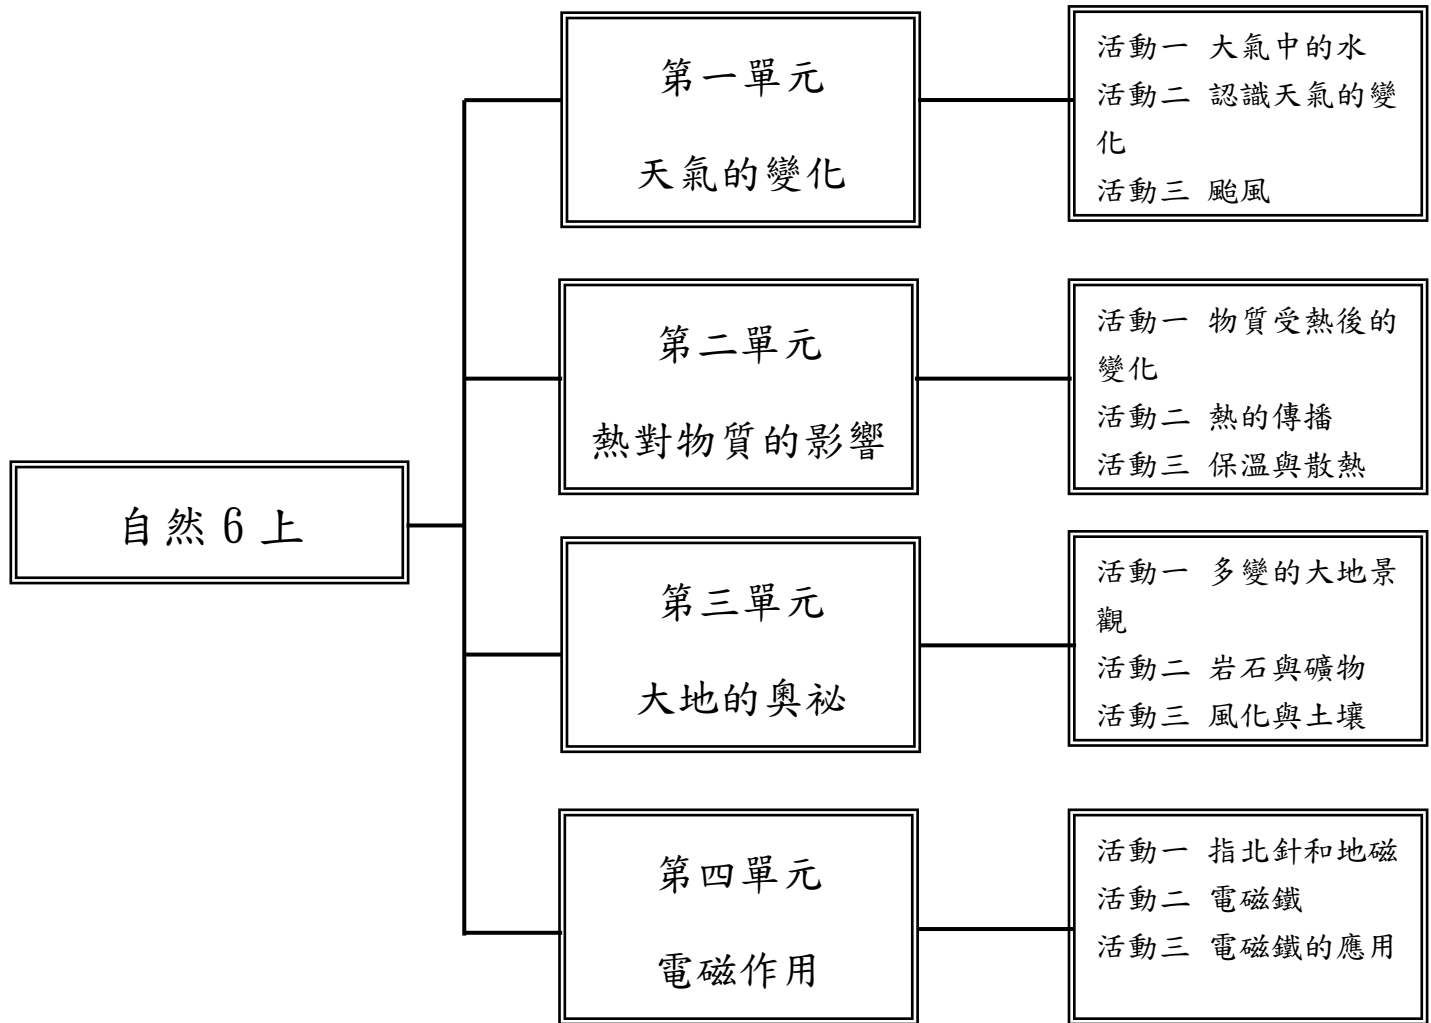 自然6上
第一單元
天氣的變化
活動一 大氣中的水
活動二 認識天氣的變
化
活動三 颱風
第二單元
熱對物質的影響
活動一 物質受熱後的
變化
活動二 熱的傳播
活動三 保溫與散熱
第三單元
大地的奧祕
活動一 多變的大地景
觀
活動二 岩石與礦物
活動三 風化與土壤
第四單元
電磁作用
活動一 指北針和地磁
活動二 電磁鐵
活動三 電磁鐵的應用